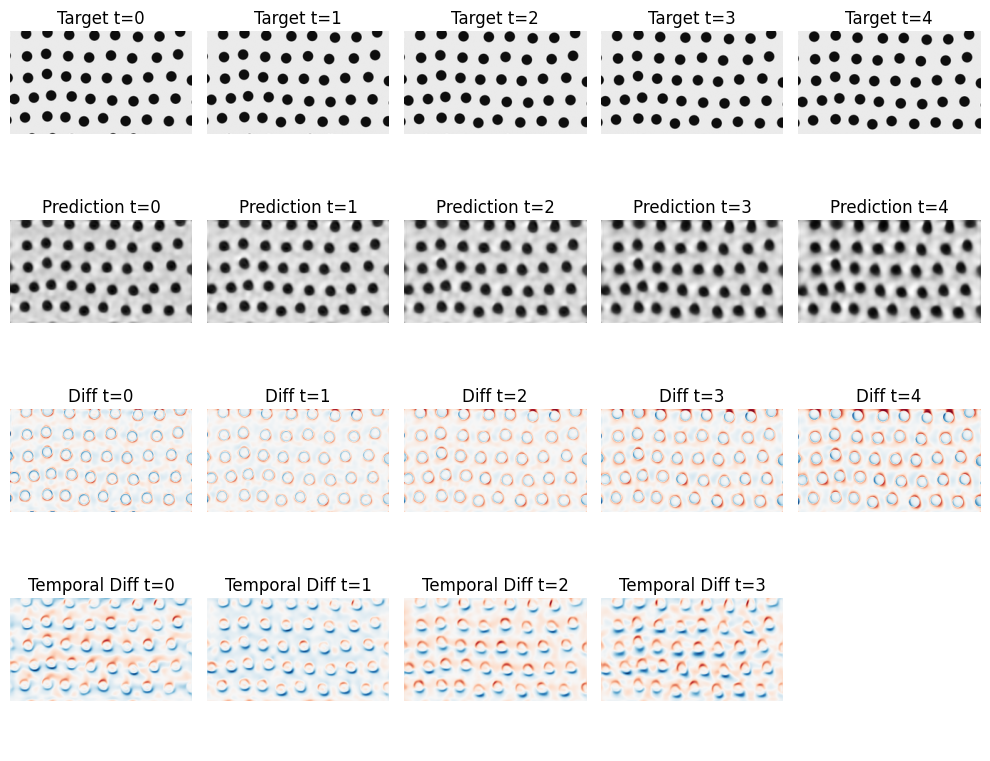 Target t=0 Target t=1 Target t=2 Target t=3 Target t=4
Prediction t=0 Prediction t=1 Prediction t=2 Prediction t=3 Prediction t=4
Diff t=0 Diff t=1 Diff t=2 Diff t=3 Diff t=4
Temporal Diff t=0 Temporal Diff t=1 Temporal Diff t=2 Temporal Diff t=3